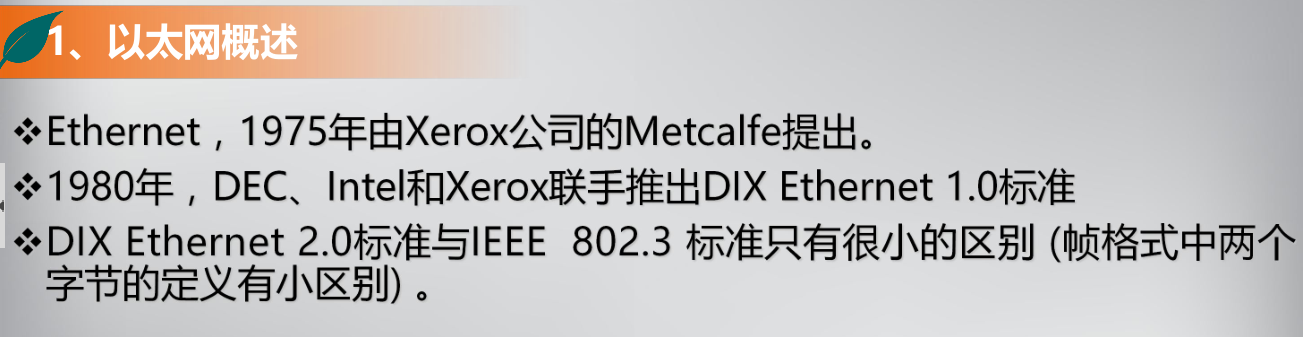 1、以太网概述
❖Ethernet，1975年由Xerox公司的Metcalfe提出。
❖1980年，DEC、Intel和Xerox联手推出DIX Ethernet 1.0标准
❖DIX Ethernet 2.0标准与IEEE  802.3 标准只有很小的区别 (帧格式中两个
字节的定义有小区别) 。